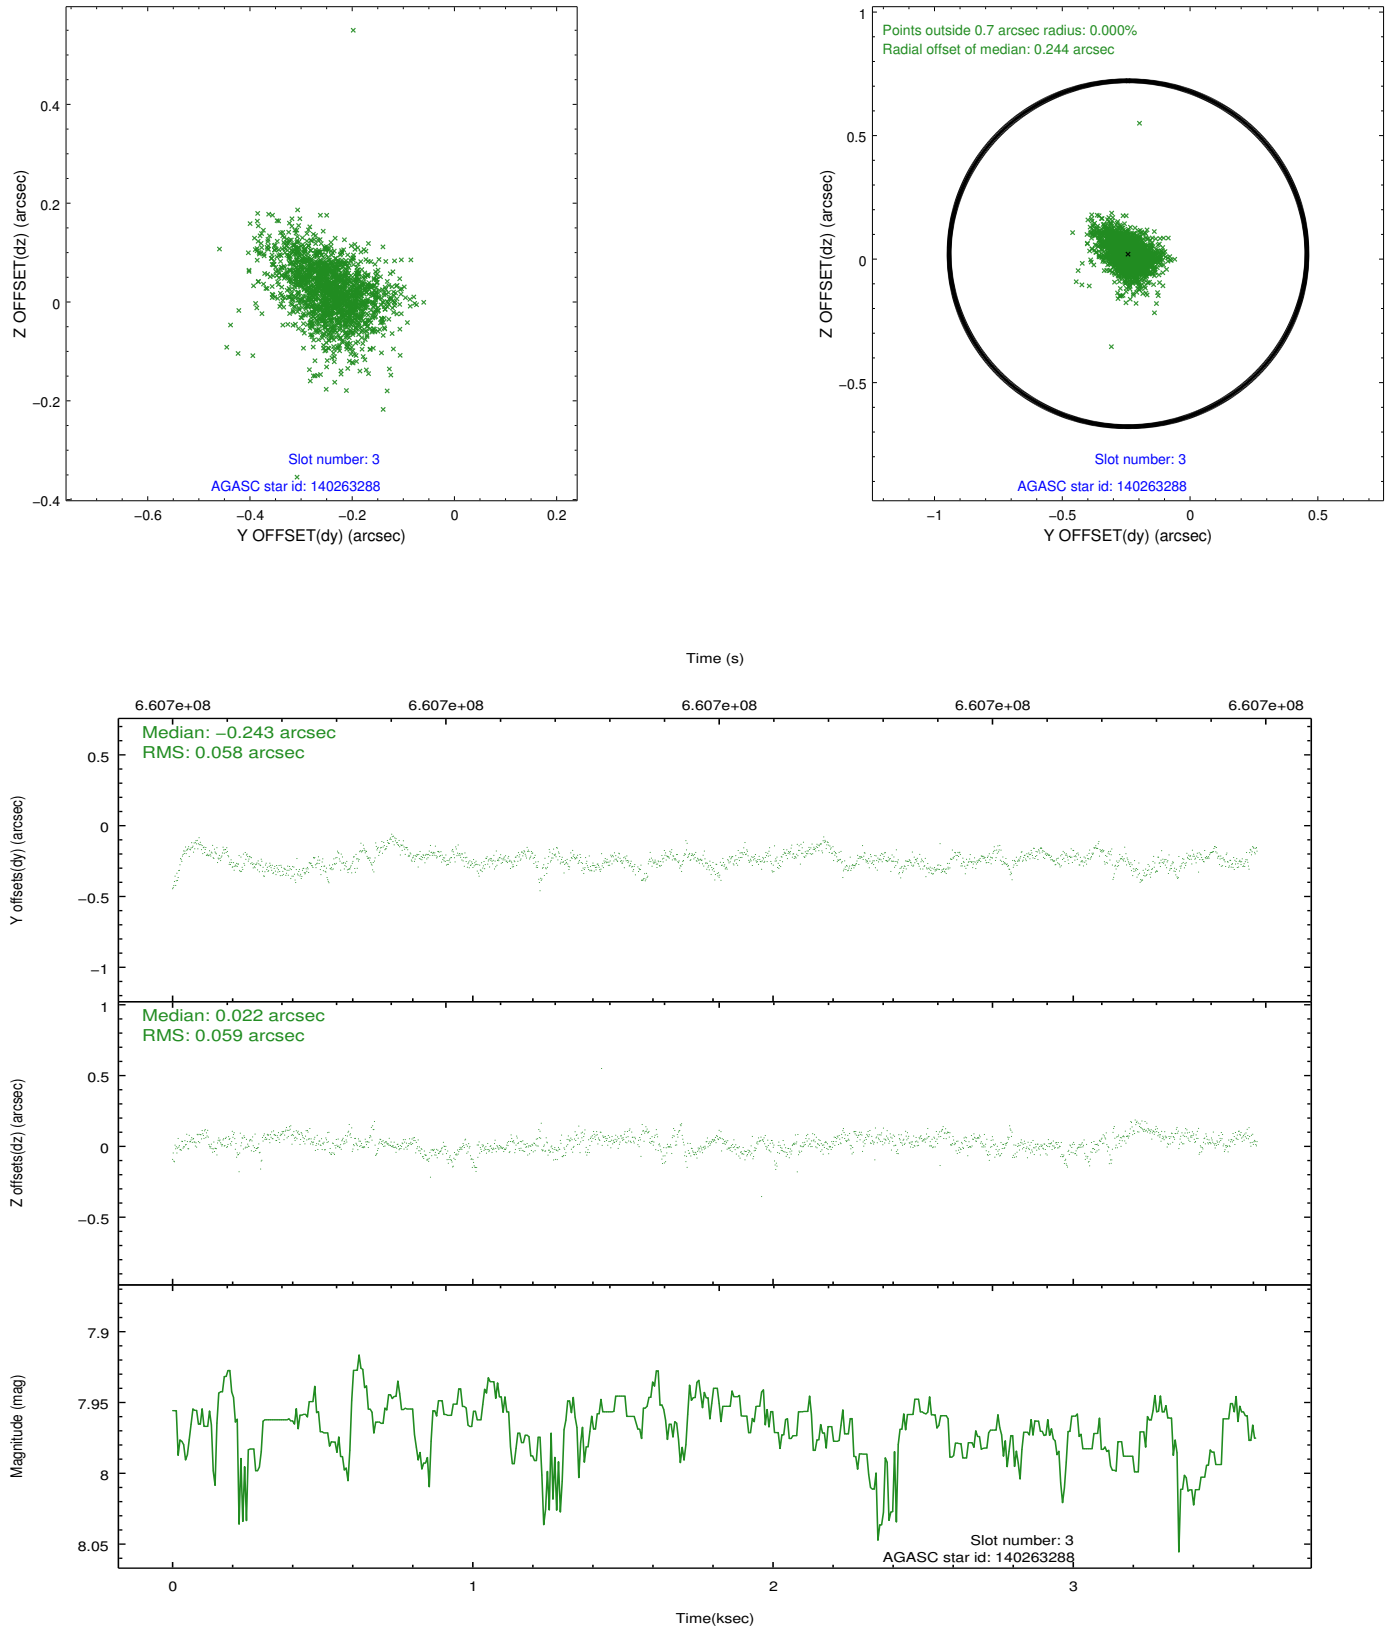 0.4
0.2
0
−0.2
−0.4
Z OFFSET(dz) (arcsec)
Slot number: 3
AGASC star id: 140263288
−0.6 −0.4 −0.2 0 0.2
Y OFFSET(dy) (arcsec)
Points outside 0.7 arcsec radius: 0.000%
Radial offset of median: 0.244 arcsec
1
0.5
0
−0.5
Z OFFSET(dz) (arcsec)
Slot number: 3
AGASC star id: 140263288
−1 −0.5 0 0.5
Y OFFSET(dy) (arcsec)
Time (s)
6.607e+08 6.607e+08 6.607e+08 6.607e+08 6.607e+08
Median: −0.243 arcsec
RMS: 0.058 arcsec
0.5
0
−0.5
−1
Y offsets(dy) (arcsec)
Median: 0.022 arcsec
RMS: 0.059 arcsec
1
0.5
0
−0.5
Z offsets(dz) (arcsec)
7.9
7.95
8
8.05
Magnitude (mag)
Slot number: 3
AGASC star id: 140263288
0 1 2 3
Time(ksec)